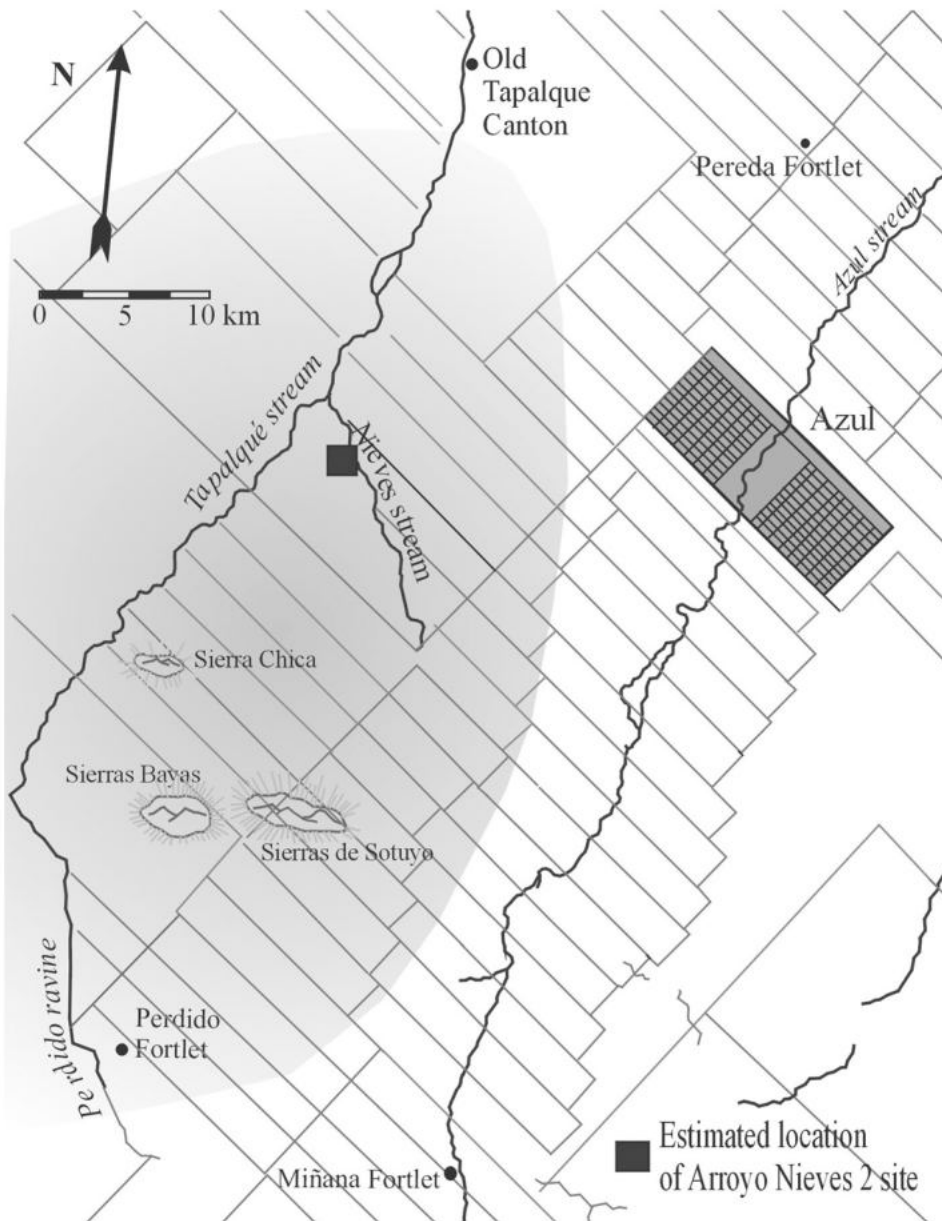 N
Old
Tapalque
Canton
Pereda Fortlet
Azul stream
0 5 10 km
Tapalqué stream
Azul
Nieves stream
Sierra Chica
Sierras Bayas
Sierras de Sotuyo
Perdido ravine
Perdido
Fortlet
Miñana Fortlet
Estimated location
of Arroyo Nieves 2 site